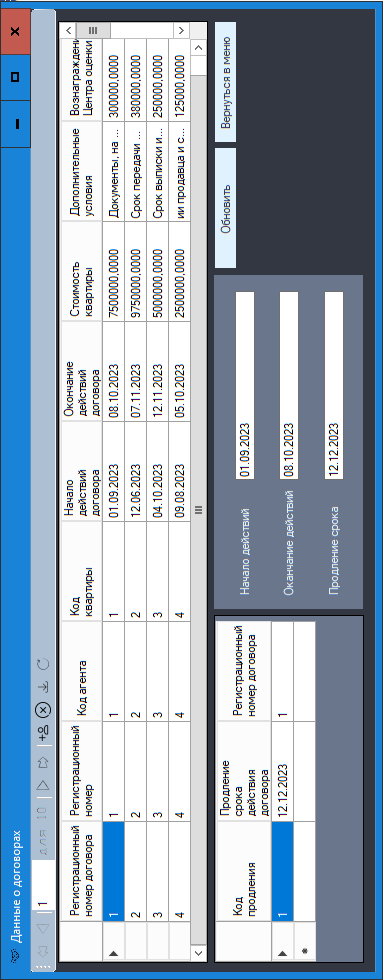 Данные о договорах
1
для 10
Регистрационный номер договора
Регистрационный номер
Код агента
Код квартиры
Начало действий договора
Окончание действий договора
Стоимость квартиры
Дополнительные условия
Вознаграждени Центра оценки
1 1 1 1 01.09.2023 08.10.2023 7500000,0000 Документы, на ... 300000,0000
2 2 2 2 12.06.2023 07.11.2023 9750000,0000 Срок передачи ... 380000,0000
3 3 3 3 04.10.2023 12.11.2023 5000000,0000 Срок выписки и... 250000,0000
4 4 4 4 09.08.2023 05.10.2023 2500000,0000 ии продавца и с... 125000,0000
Код продления
Продление срока действия договора
Регистрационный номер договора
1 12.12.2023 1
Начало действий 01.09.2023
Оканчание действий 08.10.2023
Продление срока 12.12.2023
Обновить
Вернуться в меню